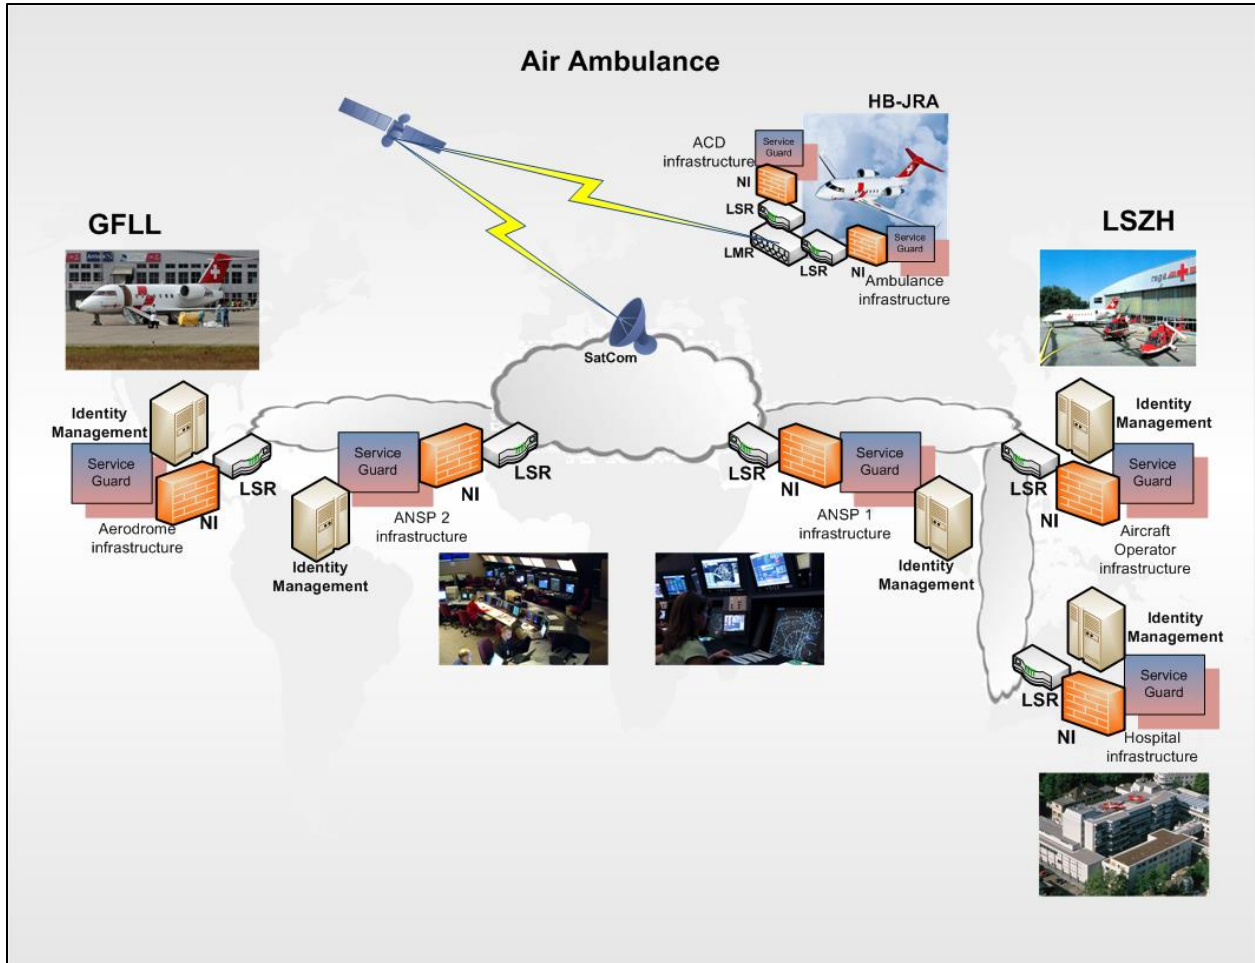 Air Ambulance
HB-JRA
ACD
infrastructure
Service
Guard
NI
LSR
LMR
LSR
NI
Service
Guard
Ambulance
infrastructure
GFLL
LSZH
SatCom
Identity
Management
Service
Guard
NI
LSR
Aerodrome
infrastructure
Service
Guard
NI
LSR
ANSP 2
infrastructure
Identity
Management
LSR
NI
Service
Guard
ANSP 1
infrastructure
Identity
Management
Identity
Management
LSR
NI
Service
Guard
Aircraft
Operator
infrastructure
Identity
Management
LSR
NI
Service
Guard
Hospital
infrastructure